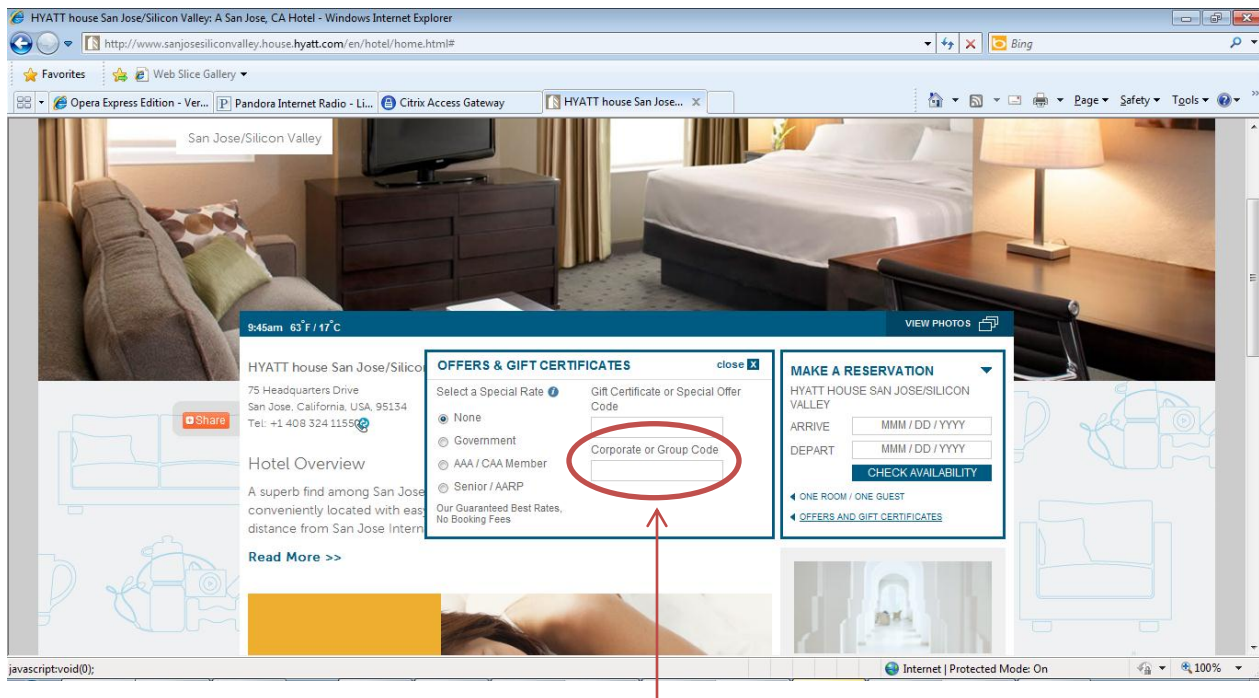 HYATT house San Jose/Silicon Valley: A San Jose, CA Hotel - Windows Internet Explorer
http://www.sanjosesiliconvalley.house.hyatt.com/en/hotel/home.html#
Bing
Favorites
Web Slice Gallery
Opera Express Edition - Ver...
Pandora Internet Radio - Li...
Citrix Access Gateway
HYATT house San Jose...
Page
Safety
Tools
San Jose/Silicon Valley
9:45am 63°F / 17°C
VIEW PHOTOS
HYATT house San Jose/Silico
75 Headquarters Drive
San Jose, California, USA, 95134
Tel: +1 408 324 1155
Share
Hotel Overview
A superb find among San Jose
conveniently located with eas
distance from San Jose Intern
Read More >>
OFFERS & GIFT CERTIFICATES
close X
Select a Special Rate
None
Government
AAA / CAA Member
Senior / AARP
Our Guaranteed Best Rates,
No Booking Fees
Gift Certificate or Special Offer
Code
Corporate or Group Code
MAKE A RESERVATION
HYATT HOUSE SAN JOSE/SILICON
VALLEY
ARRIVE MMM / DD / YYYY
DEPART MMM / DD / YYYY
CHECK AVAILABILITY
ONE ROOM / ONE GUEST
OFFERS AND GIFT CERTIFICATES
javascript:void(0);
Internet | Protected Mode: On
100%